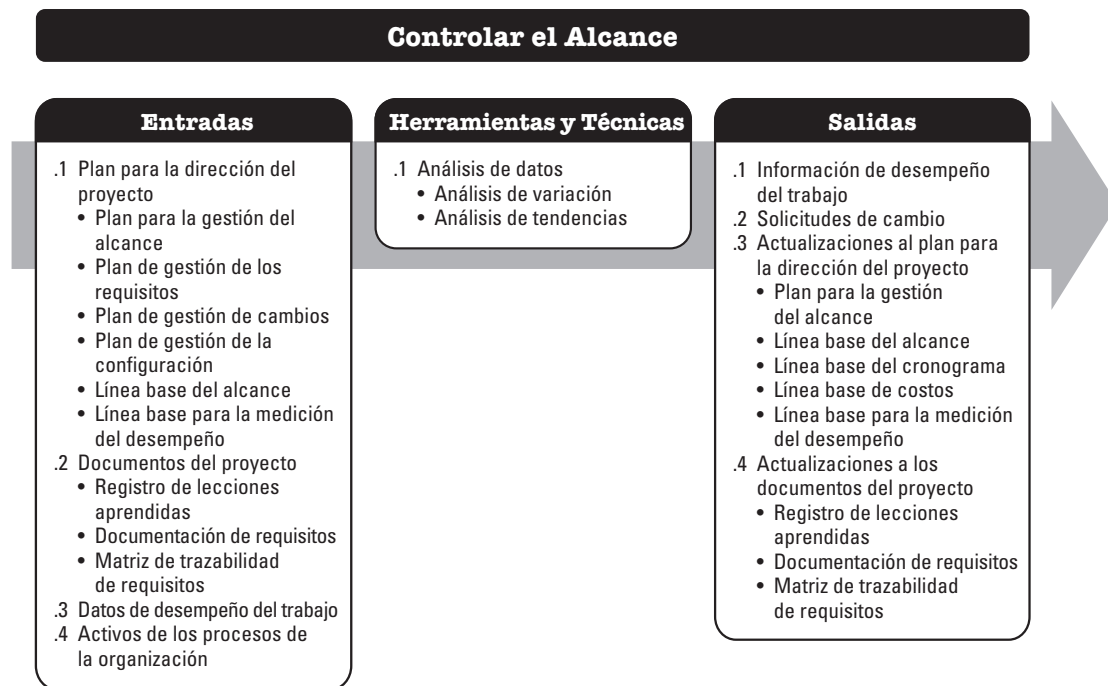 Controlar el Alcance
Entradas
.1 Plan para la dirección del
proyecto
• Plan para la gestión del
alcance
• Plan de gestión de los
requisitos
• Plan de gestión de cambios
• Plan de gestión de la
configuración
• Línea base del alcance
• Línea base para la medición
del desempeño
.2 Documentos del proyecto
• Registro de lecciones
aprendidas
• Documentación de requisitos
• Matriz de trazabilidad
de requisitos
.3 Datos de desempeño del trabajo
.4 Activos de los procesos de
la organización
Herramientas y Técnicas
.1 Análisis de datos
• Análisis de variación
• Análisis de tendencias
Salidas
.1 Información de desempeño
del trabajo
.2 Solicitudes de cambio
.3 Actualizaciones al plan para
la dirección del proyecto
• Plan para la gestión
del alcance
• Línea base del alcance
• Línea base del cronograma
• Línea base de costos
• Línea base para la medición
del desempeño
.4 Actualizaciones a los
documentos del proyecto
• Registro de lecciones
aprendidas
• Documentación de requisitos
• Matriz de trazabilidad
de requisitos